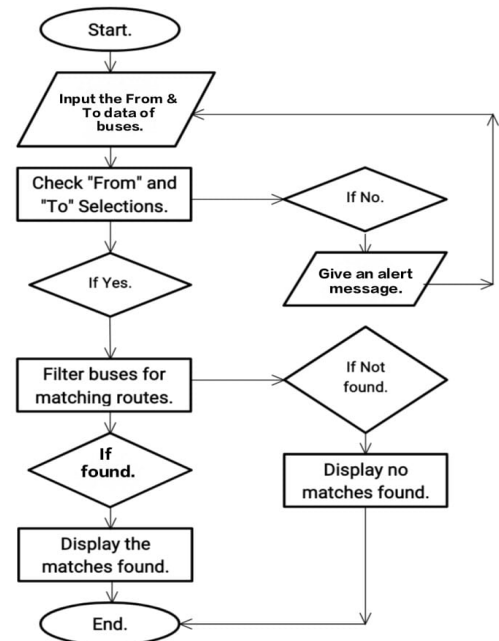 Start.
Input the From &
To data of
buses.
Check "From" and
"To" Selections.
If No.
Give an alert
message.
If Yes.
Filter buses for
matching routes.
If Not
found.
If
found.
Display no
matches found.
Display the
matches found.
End.